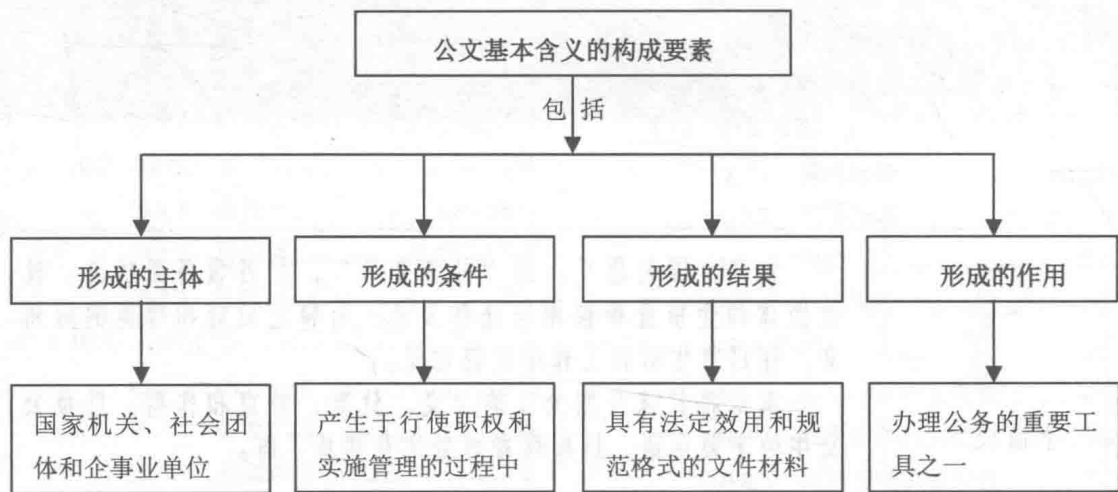 公文基本含义的构成要素
包括
形成的主体
形成的条件
形成的结果
形成的作用
国家机关、社会团
体和企事业单位
产生于行使职权和
实施管理的过程中
具有法定效用和规
范格式的文件材料
办理公务的重要工
具之一